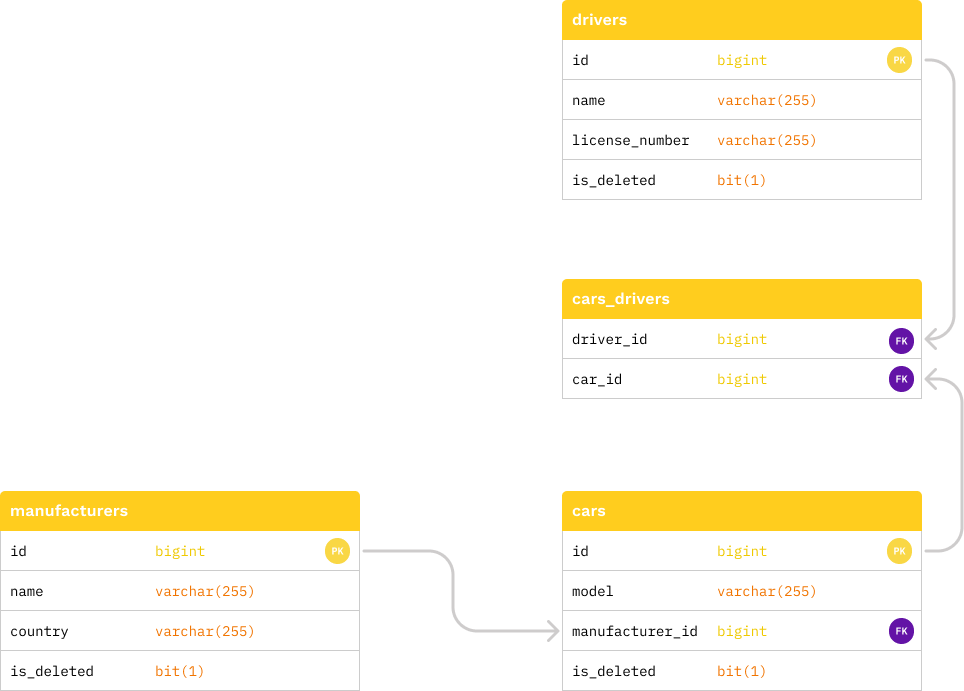 drivers
id bigint PK
name varchar(255)
license_number varchar(255)
is_deleted bit(1)
cars_drivers
driver_id bigint FK
car_id bigint FK
manufacturers
id bigint PK
name varchar(255)
country varchar(255)
is_deleted bit(1)
cars
id bigint PK
model varchar(255)
manufacturer_id bigint FK
is_deleted bit(1)